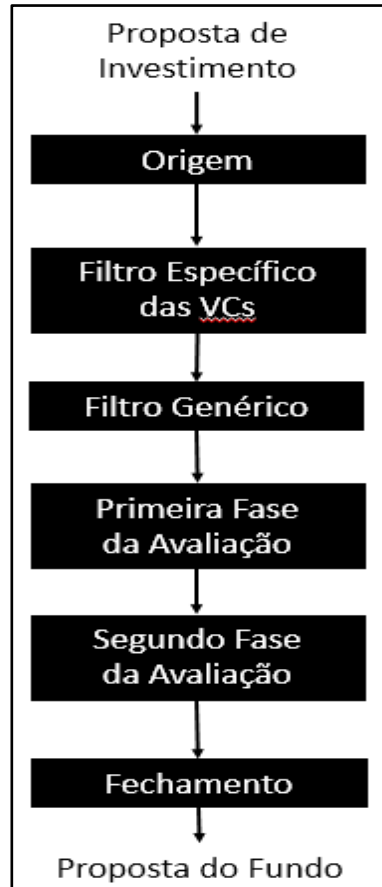 Proposta de
Investimento
Origem
Filtro Específico
das VCs
Filtro Genérico
Primeira Fase
da Avaliação
Segundo Fase
da Avaliação
Fechamento
Proposta do Fundo